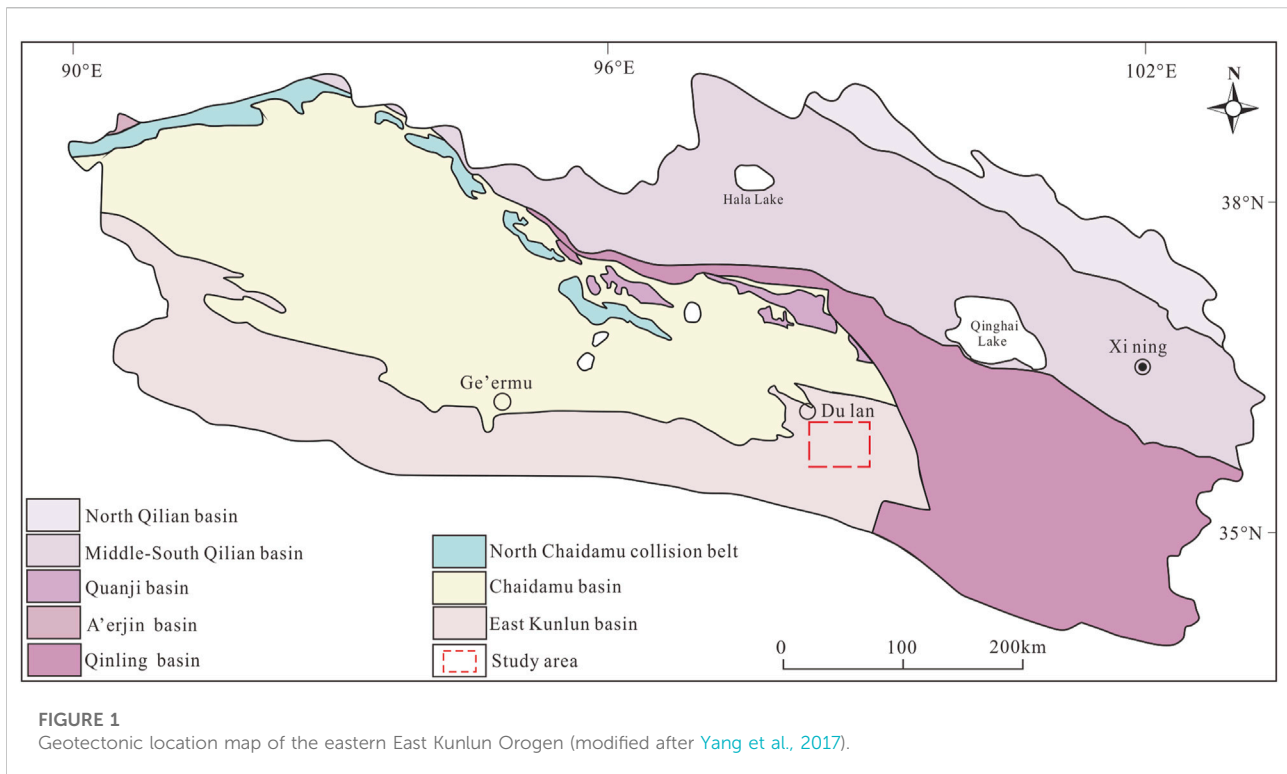 90°E
96°E
102°E
N
38°N
Hala Lake
Qinghai
Lake
Xi ning
Ge'ermu
Du lan
35°N
North Qilian basin
Middle-South Qilian basin
Quanji basin
A'erjin basin
Qinling basin
North Chaidamu collision belt
Chaidamu basin
East Kunlun basin
Study area
0 100 200km
FIGURE 1
Geotectonic location map of the eastern East Kunlun Orogen (modified after Yang et al., 2017).